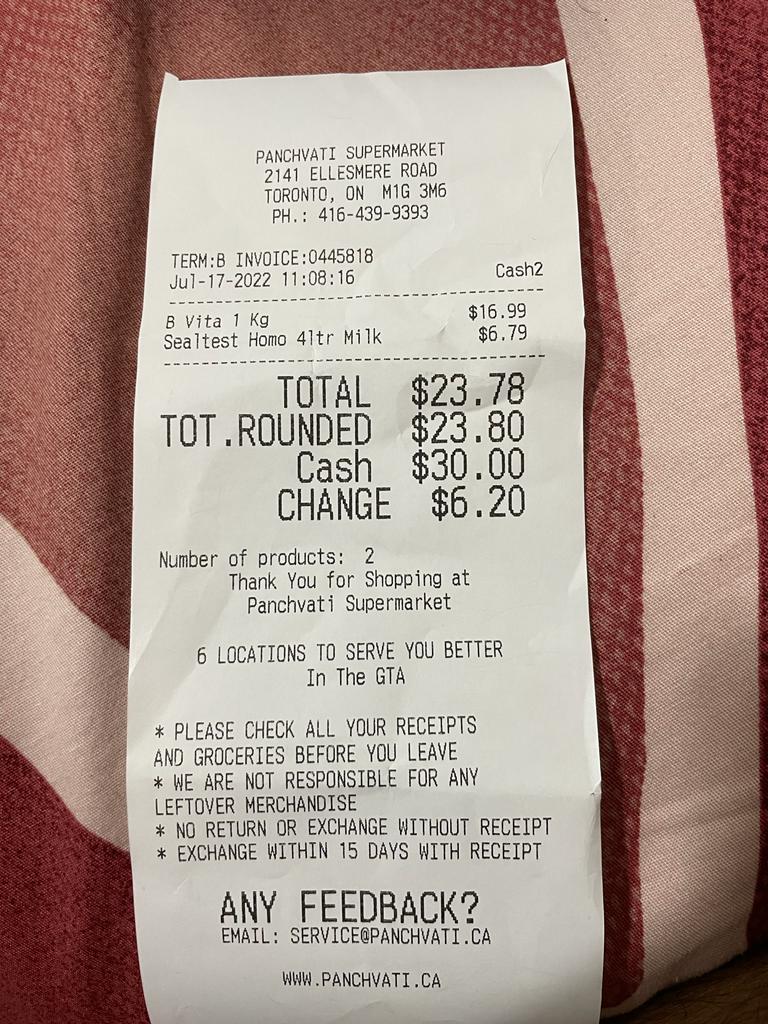 PANCHVATI SUPERMARKET
2141 ELLESMERE ROAD
TORONTO, ON M1G 3M6
PH.: 416-439-9393
TERM:B INVOICE:0445818
Jul-17-2022 11:08:16 Cash2
B Vita 1 Kg $16.99
Sealtest Homo 4ltr Milk $6.79
TOTAL $23.78
TOT.ROUNDED $23.80
Cash $30.00
CHANGE $6.20
Number of products: 2
Thank You for Shopping at
Panchvati Supermarket
6 LOCATIONS TO SERVE YOU BETTER
In The GTA
* PLEASE CHECK ALL YOUR RECEIPTS
AND GROCERIES BEFORE YOU LEAVE
* WE ARE NOT RESPONSIBLE FOR ANY
LEFTOVER MERCHANDISE
* NO RETURN OR EXCHANGE WITHOUT RECEIPT
* EXCHANGE WITHIN 15 DAYS WITH RECEIPT
ANY FEEDBACK?
EMAIL: SERVICE@PANCHVATI.CA
WWW.PANCHVATI.CA